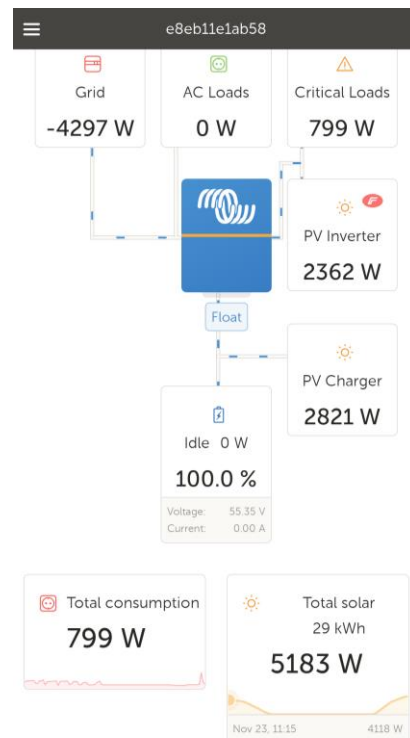 e8eb11e1ab58
Grid
-4297 W
AC Loads
0 W
Critical Loads
799 W
PV Inverter
2362 W
Float
PV Charger
2821 W
Idle 0 W
100.0 %
Voltage: 55.35 V
Current: 0.00 A
Total consumption
799 W
Total solar
29 kWh
5183 W
Nov 23, 11:15 4118 W